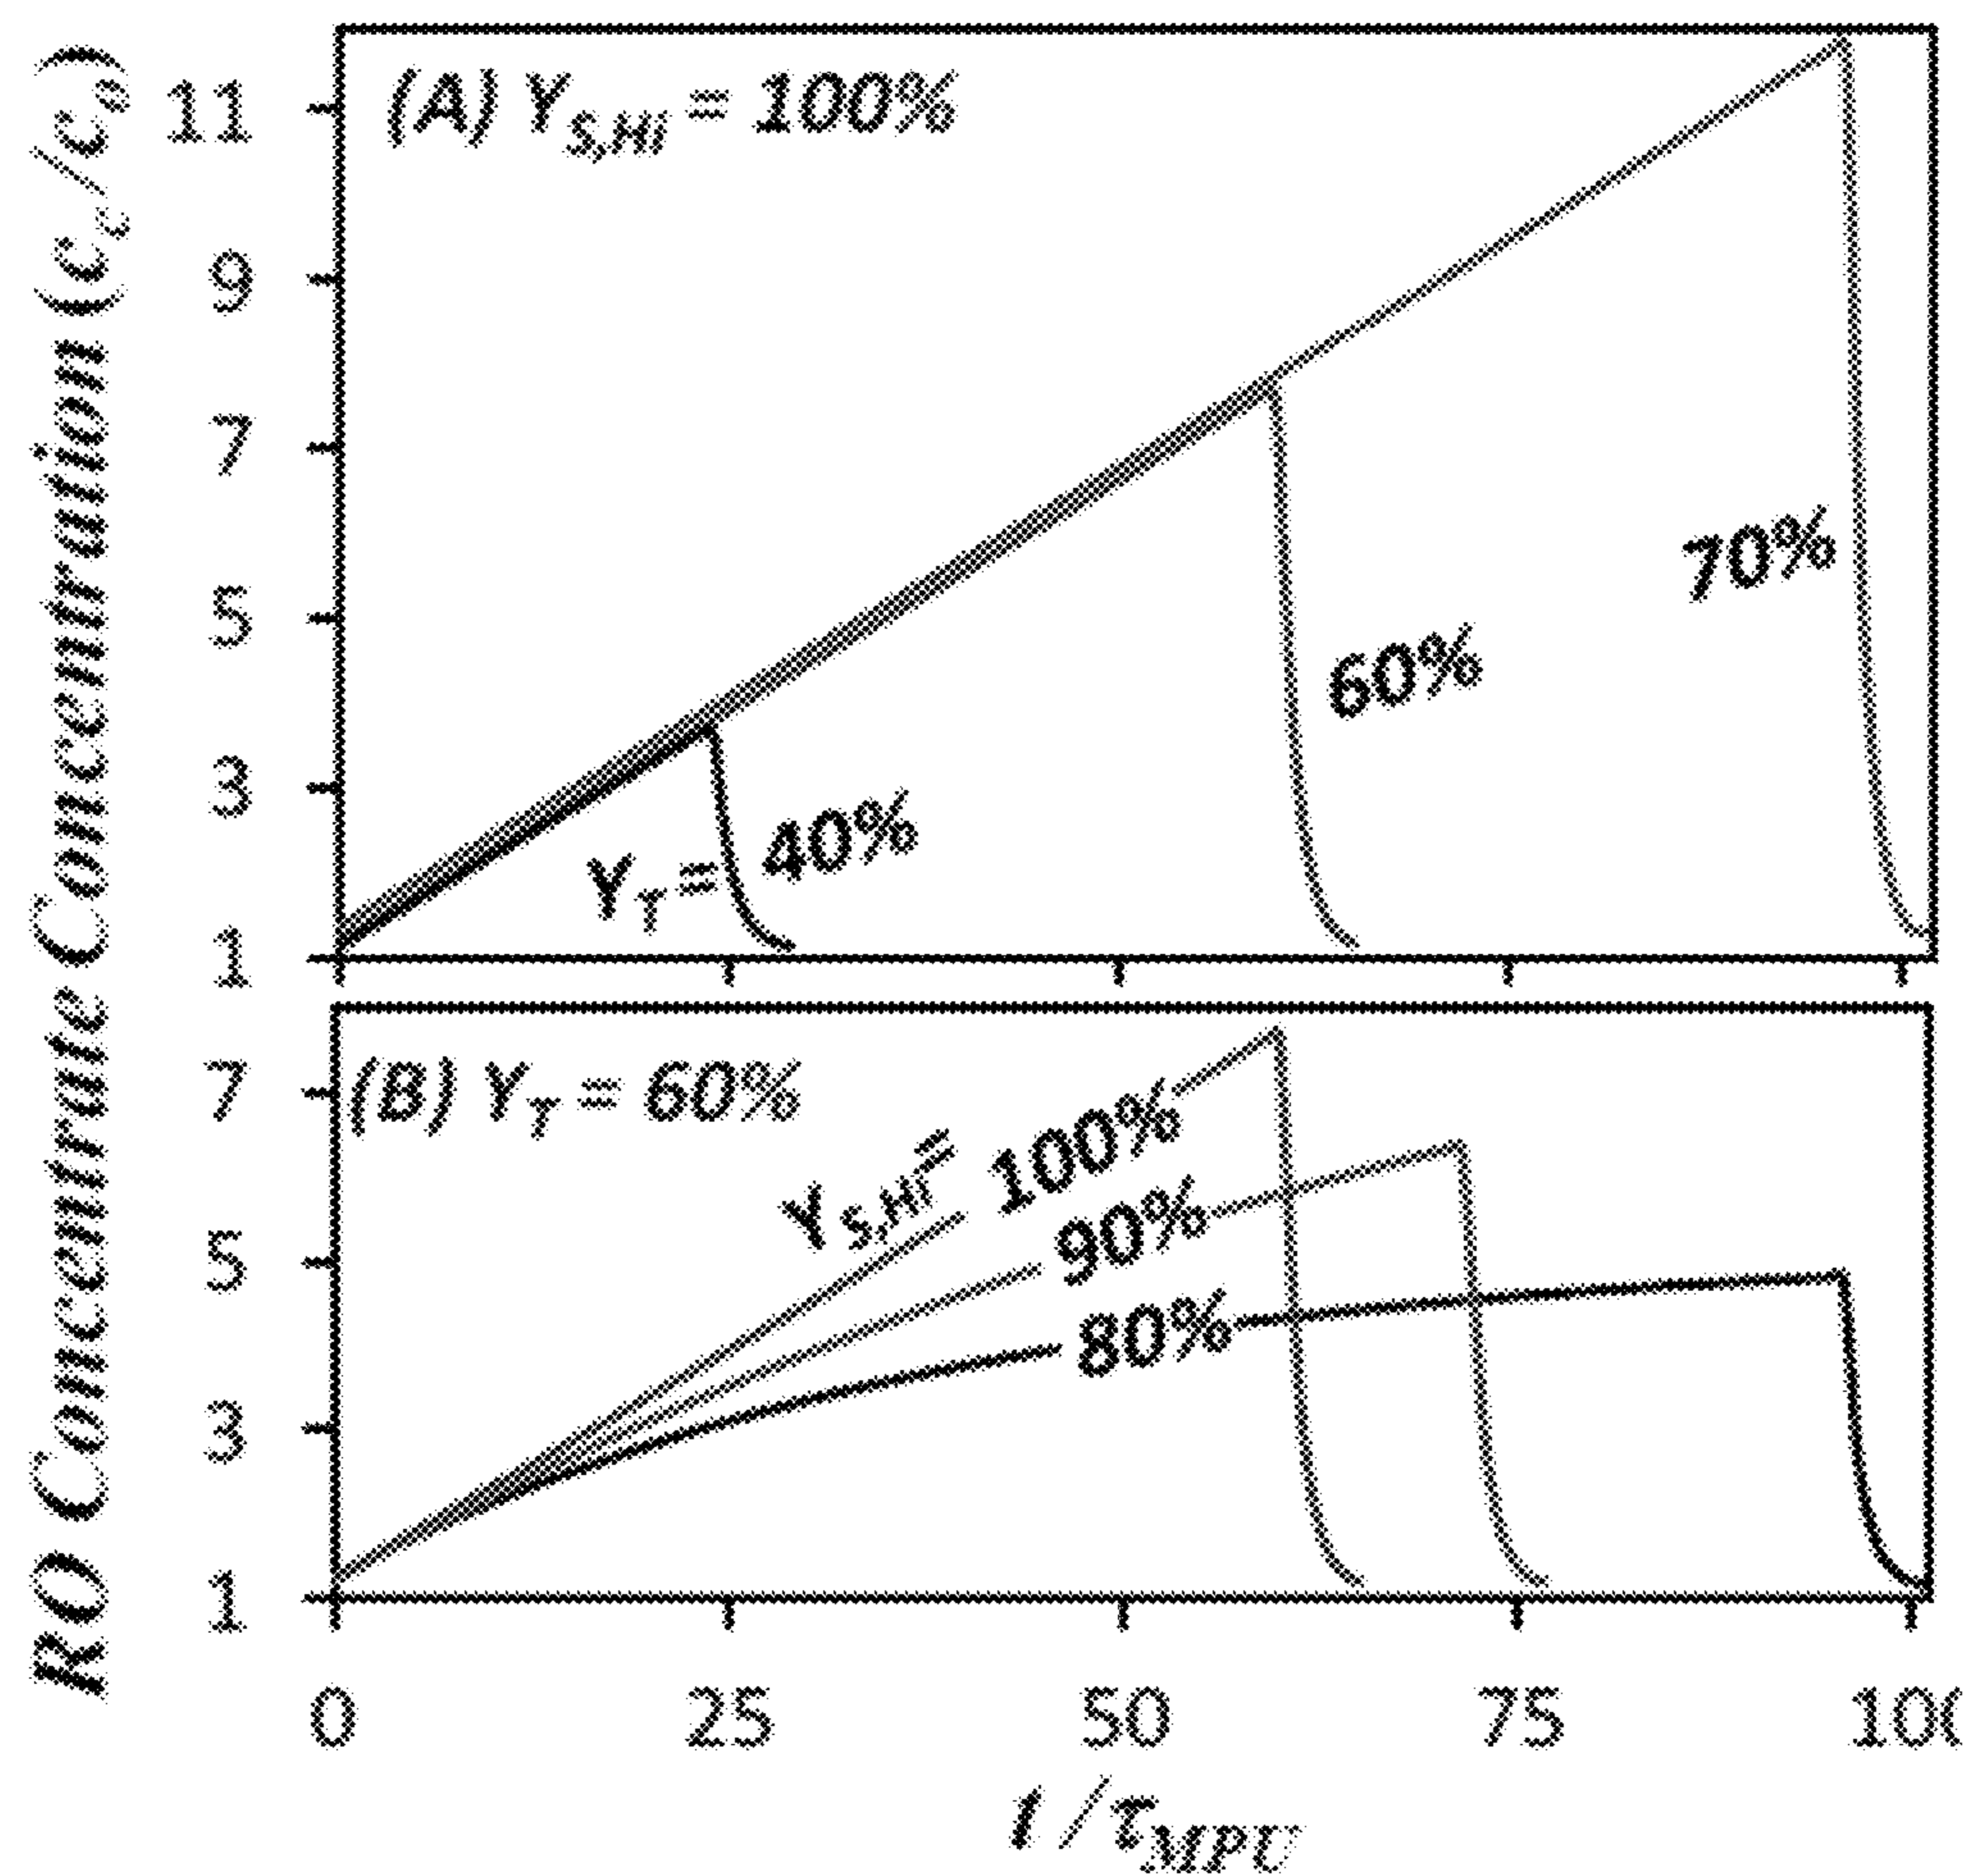 RO Concentrate Concentration (c_c/c_0)
11
(A) Y_S,Hi = 100%
9
7
70%
5
60%
3
Y_T = 40%
1
7
(B) Y_T = 60%
Y_S,Hi = 100%
90%
5
80%
3
1
0 25 50 75 10
t/τ_MPU